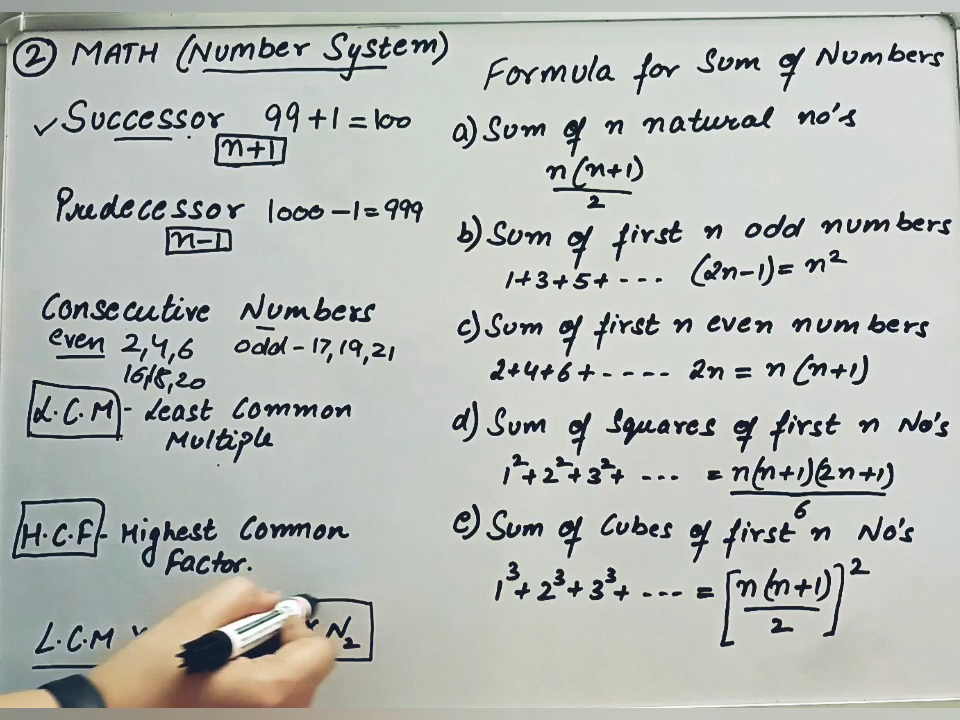 ② MATH (Number System)
✓ Successor 99+1=100
n+1
Predecessor 1000-1=999
n-1
Consecutive Numbers
even 2,4,6 odd-17,19,21
16,18,20
L.C.M - Least Common
Multiple
H.C.F - Highest Common
Factor.
L.C.M × N₂
Formula for Sum of Numbers
a) Sum of n natural no's
n(n+1)
2
b) Sum of first n odd numbers
1+3+5+---- (2n-1)= n²
c) Sum of first n even numbers
2+4+6+----- 2n = n(n+1)
d) Sum of Squares of first n No's
1²+2²+3²+ ---- = n(n+1)(2n+1)
6
e) Sum of Cubes of first n No's
1³+2³+3³+ ---- = [n(n+1)]²
2